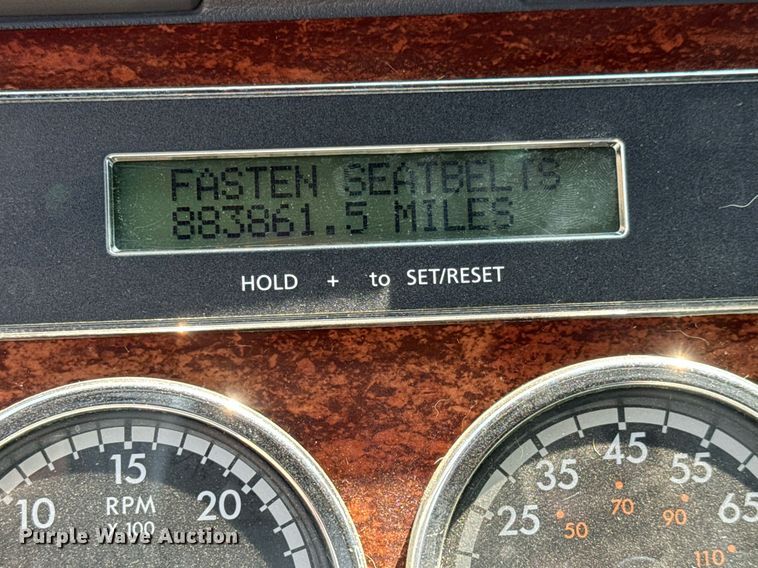 FASTEN SEATBELTS
883861.5 MILES
HOLD + to SET/RESET
10 15 20
RPM
X 100
25 35 45 55 65
50 70 90 110
Purple Wave Auction